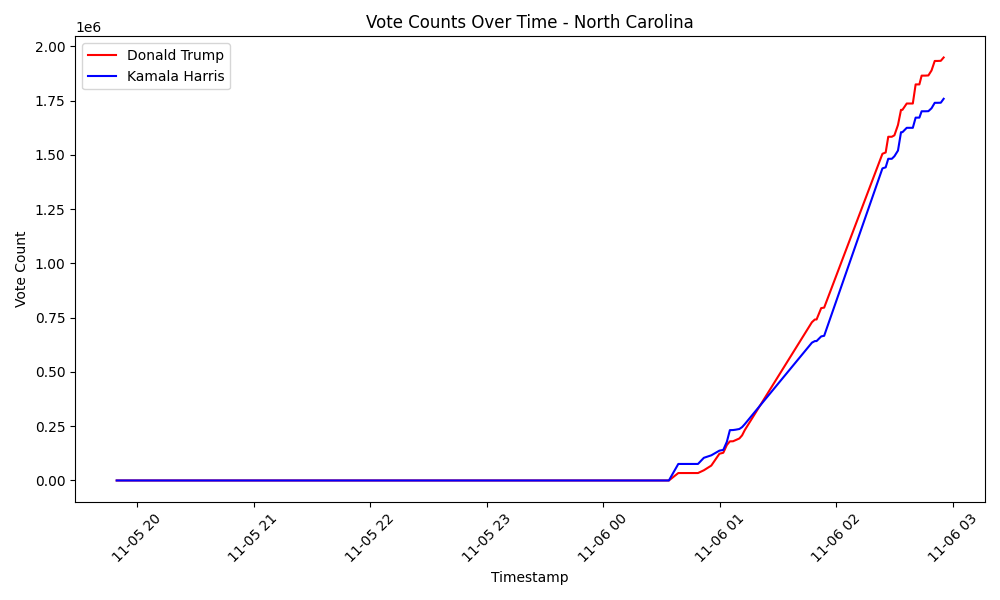 Vote Counts Over Time - North Carolina
1e6
Donald Trump
Kamala Harris
2.00
1.75
1.50
1.25
1.00
0.75
0.50
0.25
0.00
Vote Count
11-05 20
11-05 21
11-05 22
11-05 23
11-06 00
11-06 01
11-06 02
11-06 03
Timestamp